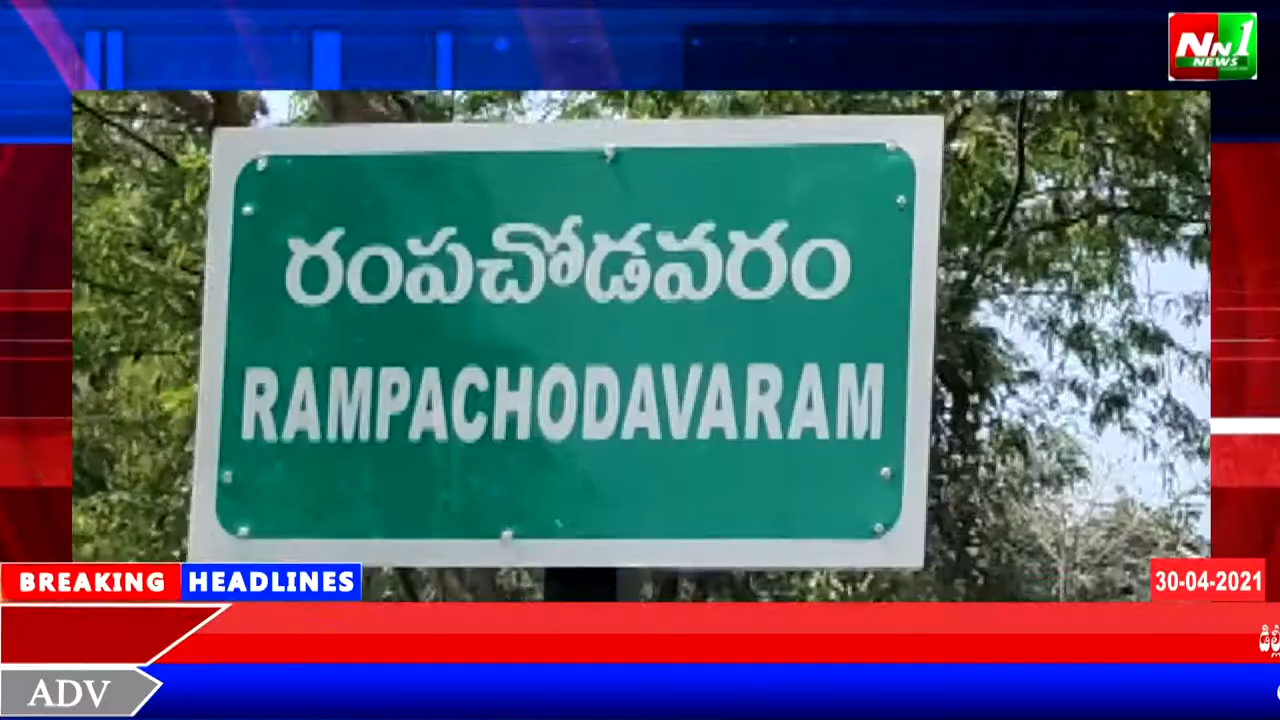 NN1
NEWS
రంపచోడవరం
RAMPACHODAVARAM
BREAKING HEADLINES
30-04-2021
ADV